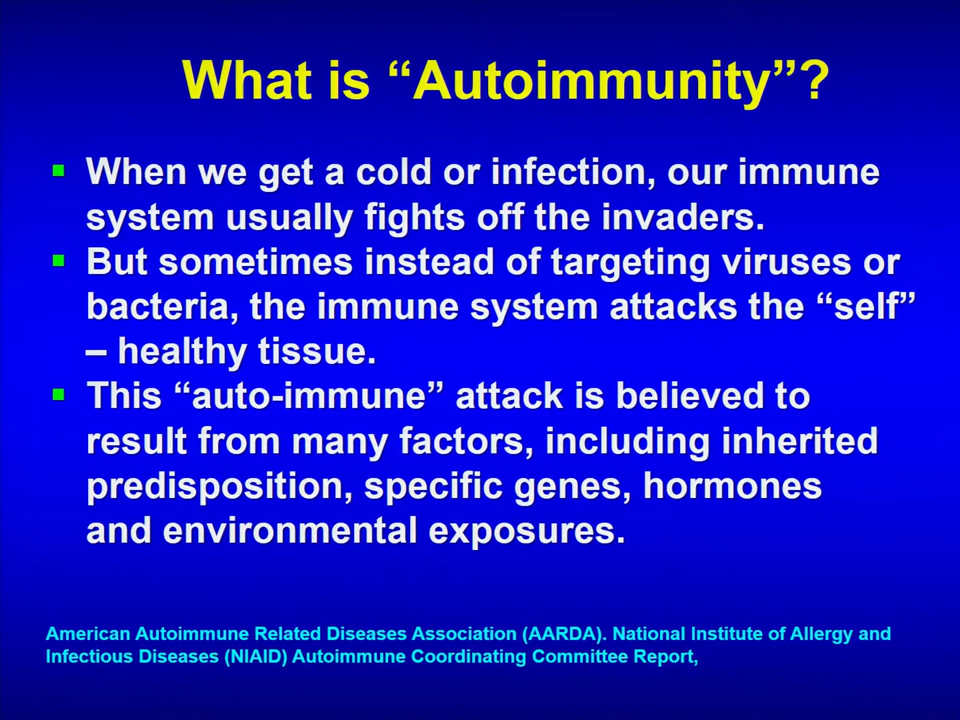 What is “Autoimmunity”?
▪ When we get a cold or infection, our immune
system usually fights off the invaders.
▪ But sometimes instead of targeting viruses or
bacteria, the immune system attacks the “self”
– healthy tissue.
▪ This “auto-immune” attack is believed to
result from many factors, including inherited
predisposition, specific genes, hormones
and environmental exposures.
American Autoimmune Related Diseases Association (AARDA). National Institute of Allergy and
Infectious Diseases (NIAID) Autoimmune Coordinating Committee Report,